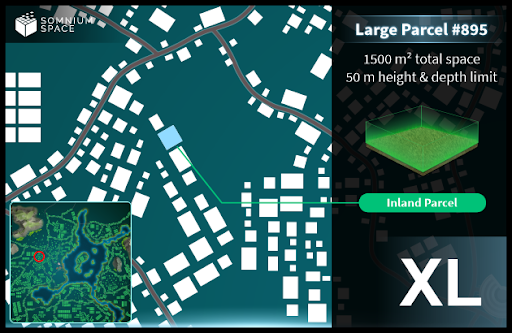 SOMNIUM
SPACE
Large Parcel #895
1500 m² total space
50 m height & depth limit
Inland Parcel
XL